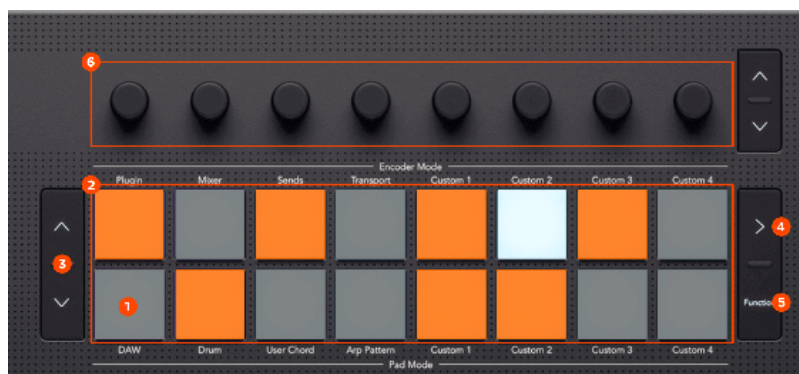 6
Encoder Mode
Plugin Mixer Sends Transport Custom 1 Custom 2 Custom 3 Custom 4
2
4
3
1
5
Function
DAW Drum User Chord Arp Pattern Custom 1 Custom 2 Custom 3 Custom 4
Pad Mode